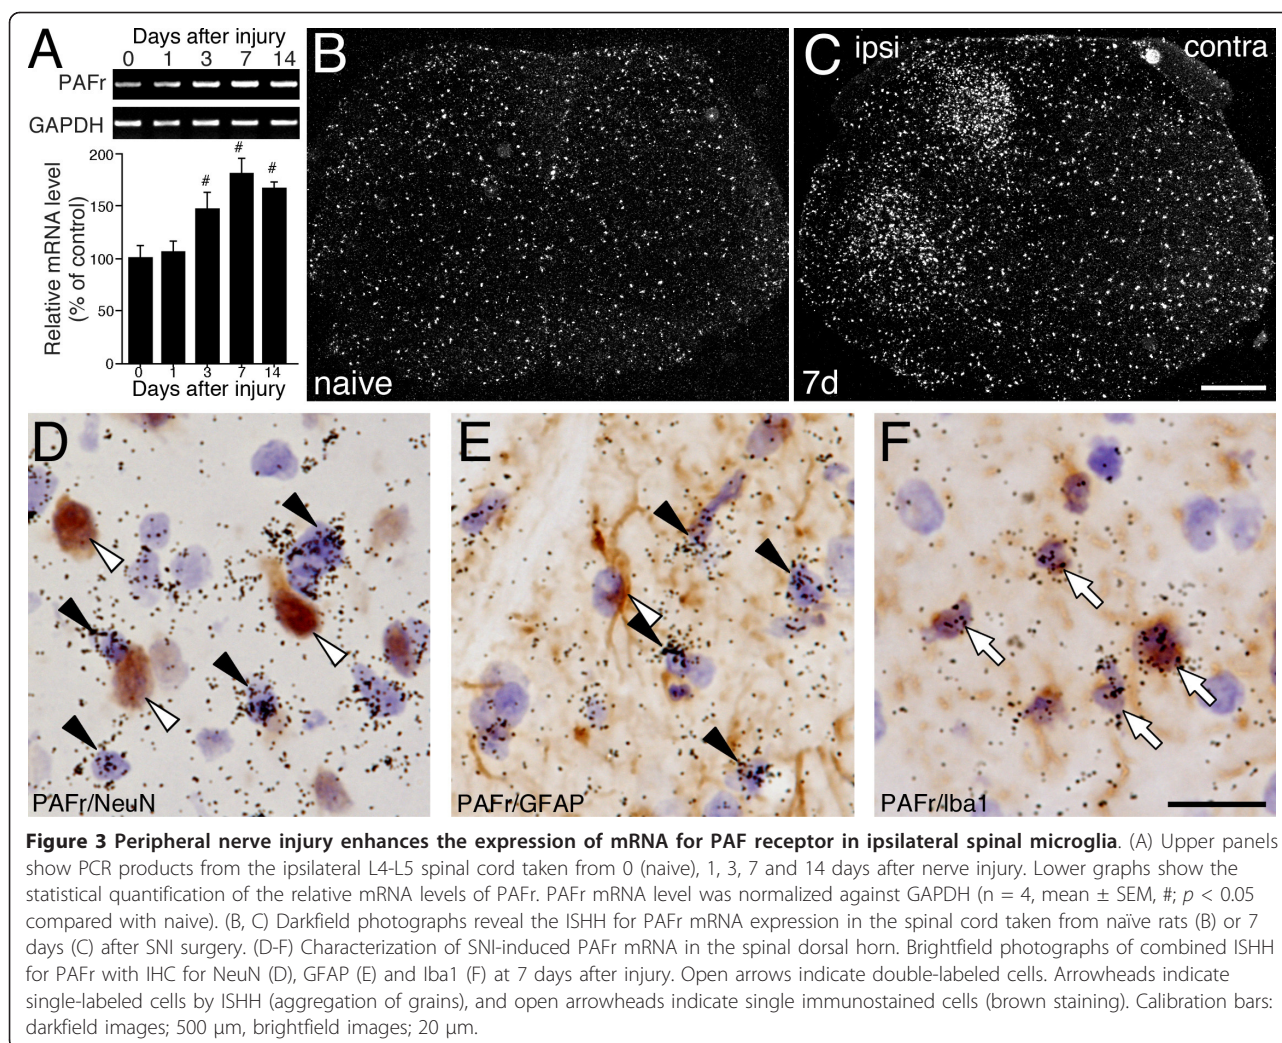 A
Days after injury
0 1 3 7 14
PAFr
GAPDH
200
150
100
50
0
# # #
Relative mRNA level
(% of control)
0 1 3 7 14
Days after injury
B
naive
C
ipsi
contra
7d
D
PAFr/NeuN
E
PAFr/GFAP
F
PAFr/Iba1
Figure 3 Peripheral nerve injury enhances the expression of mRNA for PAF receptor in ipsilateral spinal microglia. (A) Upper panels
show PCR products from the ipsilateral L4-L5 spinal cord taken from 0 (naive), 1, 3, 7 and 14 days after nerve injury. Lower graphs show the
statistical quantification of the relative mRNA levels of PAFr. PAFr mRNA level was normalized against GAPDH (n = 4, mean ± SEM, #; p < 0.05
compared with naive). (B, C) Darkfield photographs reveal the ISHH for PAFr mRNA expression in the spinal cord taken from naïve rats (B) or 7
days (C) after SNI surgery. (D-F) Characterization of SNI-induced PAFr mRNA in the spinal dorsal horn. Brightfield photographs of combined ISHH
for PAFr with IHC for NeuN (D), GFAP (E) and Iba1 (F) at 7 days after injury. Open arrows indicate double-labeled cells. Arrowheads indicate
single-labeled cells by ISHH (aggregation of grains), and open arrowheads indicate single immunostained cells (brown staining). Calibration bars:
darkfield images; 500 μm, brightfield images; 20 μm.